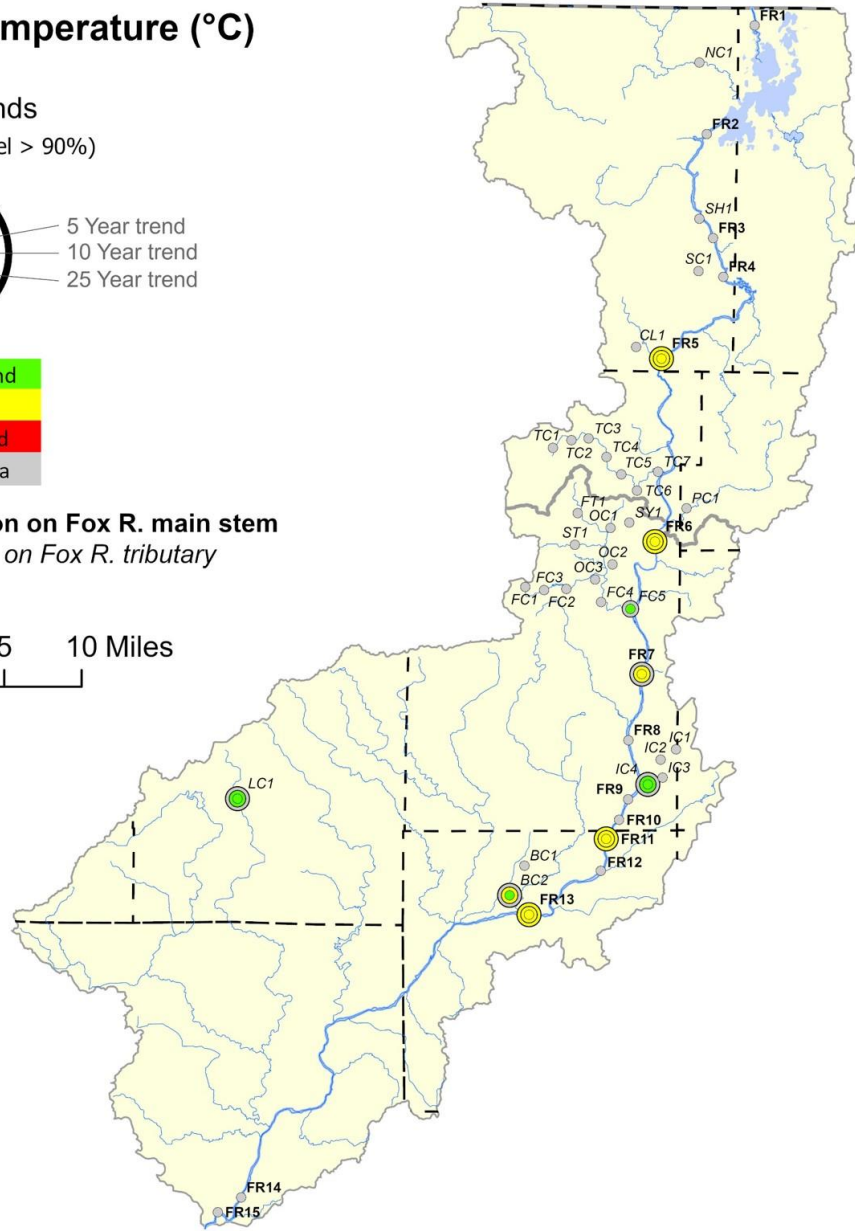 mperature (°C)
nds
el > 90%)
5 Year trend
10 Year trend
25 Year trend
nd
d
a
on on Fox R. main stem
on Fox R. tributary
5 10 Miles
FR1
NC1
FR2
SH1
FR3
SC1
FR4
CL1
FR5
TC1
TC3
TC2
TC4
TC5
TC7
TC6
PC1
FT1
OC1
SY1
FR6
ST1
OC2
OC3
FC3
FC1
FC2
FC4
FC5
FR7
FR8
IC1
IC2
IC4
IC3
LC1
FR9
FR10
FR11
BC1
FR12
BC2
FR13
FR14
FR15